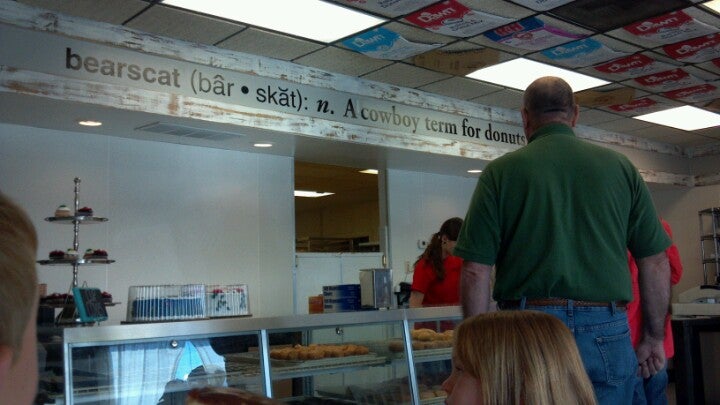 bearscat (bâr • skăt): n. A cowboy term for donuts